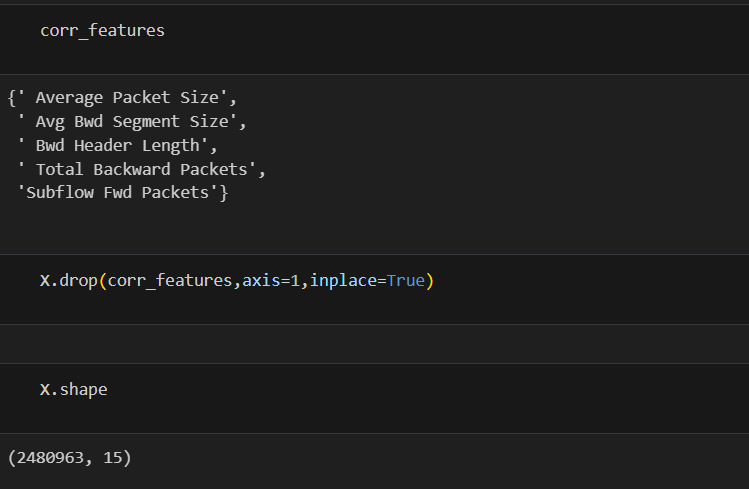 corr_features
{' Average Packet Size',
' Avg Bwd Segment Size',
' Bwd Header Length',
' Total Backward Packets',
'Subflow Fwd Packets'}
X.drop(corr_features,axis=1,inplace=True)
X.shape
(2480963, 15)